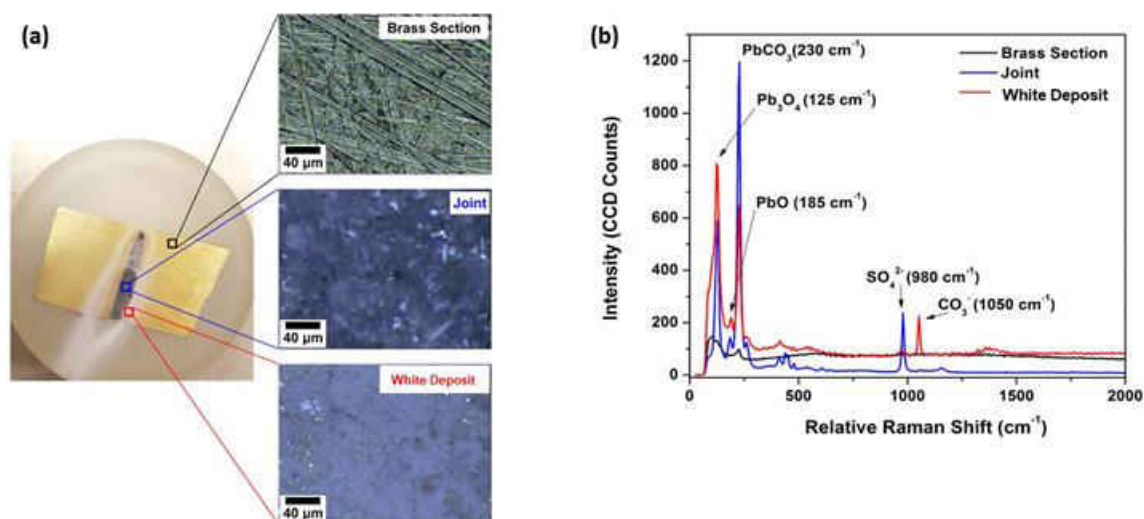 (a)
Brass Section
40 µm
Joint
40 µm
White Deposit
40 µm
(b)
PbCO₃(230 cm⁻¹)
Pb₃O₄ (125 cm⁻¹)
PbO (185 cm⁻¹)
SO₄²⁻ (980 cm⁻¹)
CO₃⁻ (1050 cm⁻¹)
Brass Section
Joint
White Deposit
Intensity (CCD Counts)
1200
1000
800
600
400
200
0
0
500
1000
1500
2000
Relative Raman Shift (cm⁻¹)